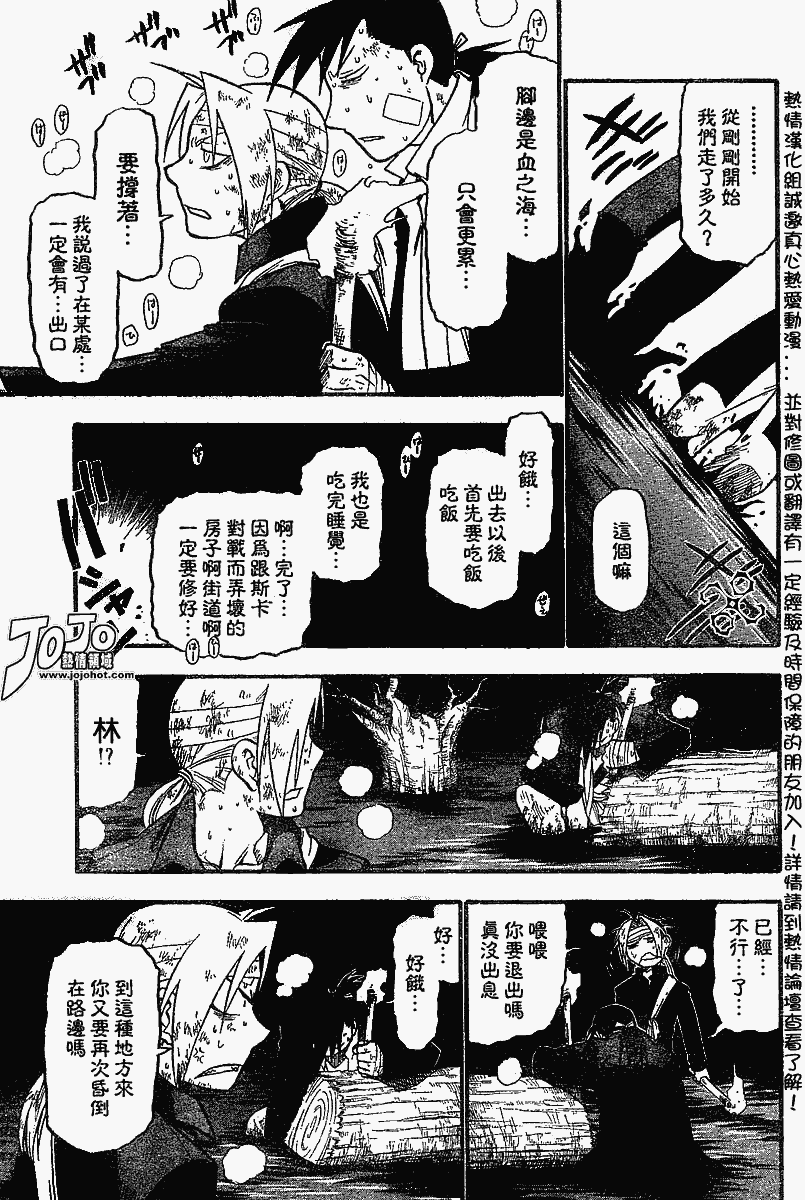 …………
從剛剛開始
我們走了多久？
這個嘛
腳邊是血之海…
只會更累…
要撐著…
我說過了在某處…
一定會有…出口
好餓…
出去以後
首先要吃
吃飯
我也是
吃完睡覺…
啊…完了…
因為跟斯卡
對戰而弄壞的
房子啊街道啊
一定要修好…
林!?
已經…
不行…了…
喂喂
你要退出嗎
真沒出息
好…
好餓…
到這種地方來
你又要再次昏倒
在路邊嗎
熱情漢化組誠邀真心熱愛動漫... 並對修圖或翻譯有一定經驗及時間保障的朋友加入！詳情請到熱情論壇查看了解！
JOJO
熱情領域
www.jojohot.com